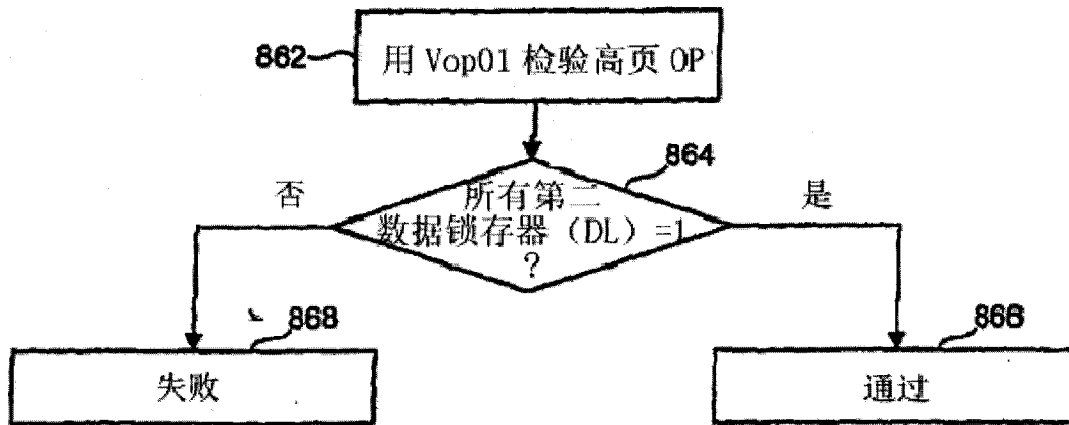 862
用 Vop01 检验高页 OP
864
否
所有第二
是
数据锁存器（DL）=1
？
868
866
失败
通过